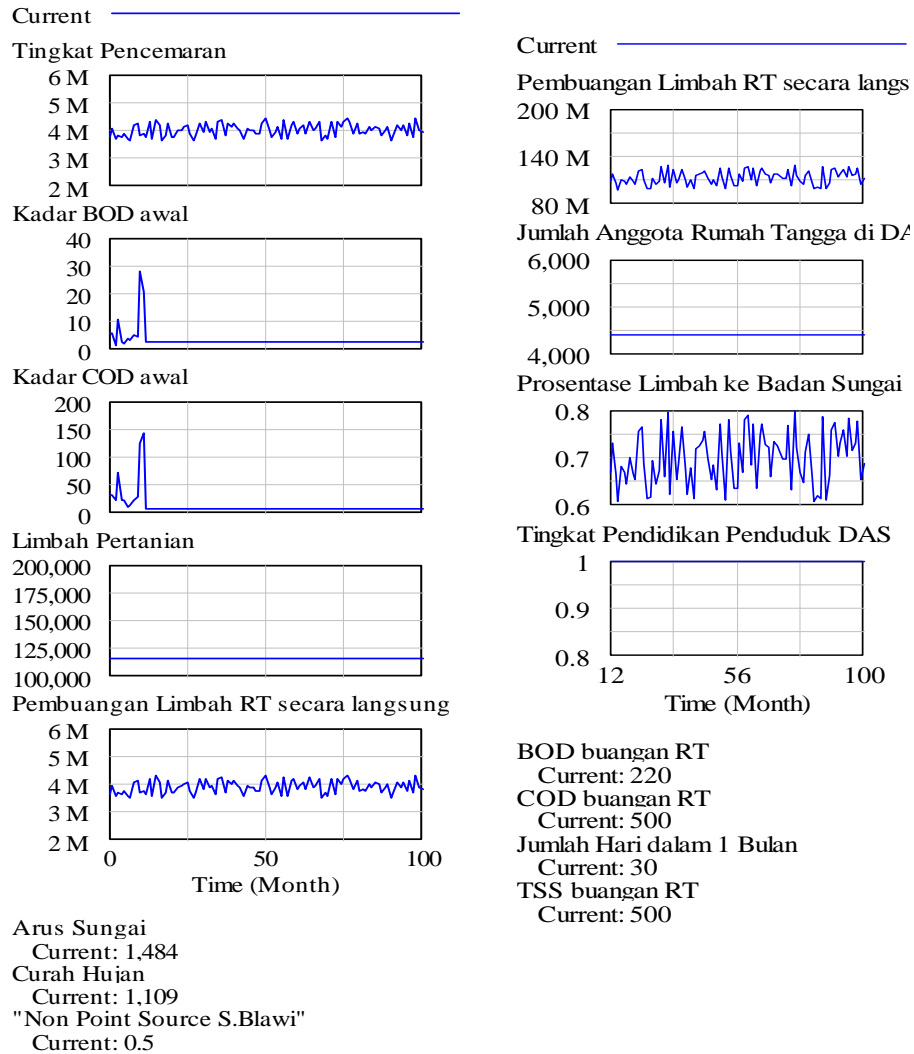 Current
Tingkat Pencemaran
6 M
5 M
4 M
3 M
2 M
Kadar BOD awal
40
30
20
10
0
Kadar COD awal
200
150
100
50
0
Limbah Pertanian
200,000
175,000
150,000
125,000
100,000
Pembuangan Limbah RT secara langsung
6 M
5 M
4 M
3 M
2 M
0 50 100
Time (Month)
Arus Sungai
Current: 1,484
Curah Hujan
Current: 1,109
"Non Point Source S.Blawi"
Current: 0.5
Current
Pembuangan Limbah RT secara langs
200 M
140 M
80 M
Jumlah Anggota Rumah Tangga di DA
6,000
5,000
4,000
Prosentase Limbah ke Badan Sungai
0.8
0.7
0.6
Tingkat Pendidikan Penduduk DAS
1
0.9
0.8
12 56 100
Time (Month)
BOD buangan RT
Current: 220
COD buangan RT
Current: 500
Jumlah Hari dalam 1 Bulan
Current: 30
TSS buangan RT
Current: 500